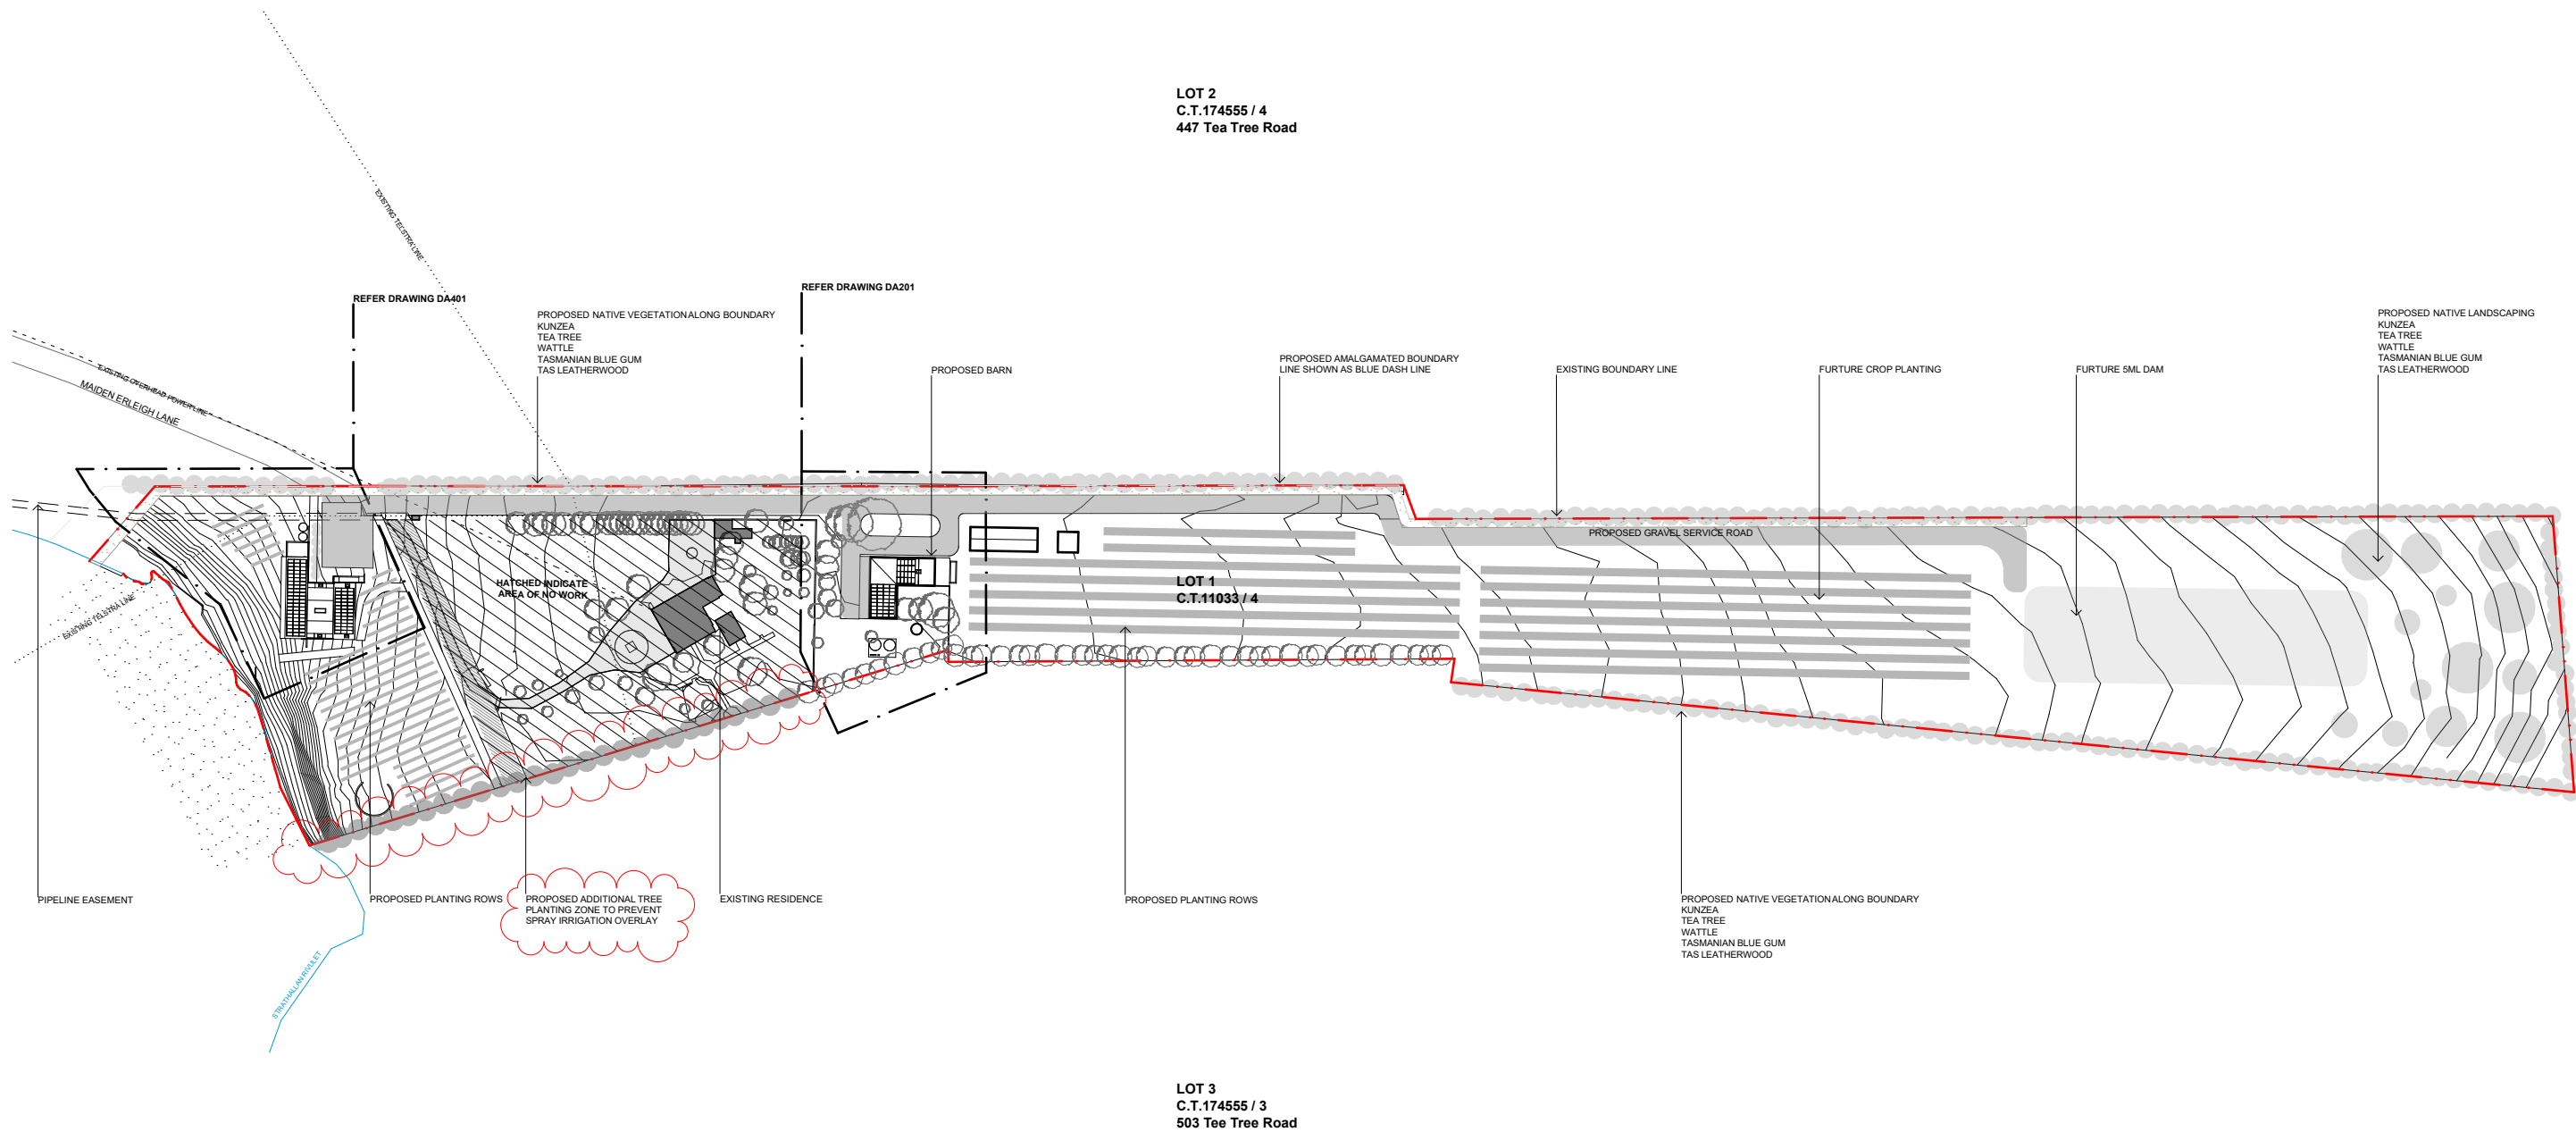 LOT 2
C.T.174555 / 4
447 Tea Tree Road
EXISTING TELSTRA LINE
REFER DRAWING DA401
REFER DRAWING DA201
PROPOSED NATIVE VEGETATION ALONG BOUNDARY
KUNZEA
TEA TREE
WATTLE
TASMANIAN BLUE GUM
TAS LEATHERWOOD
PROPOSED BARN
PROPOSED AMALGAMATED BOUNDARY
LINE SHOWN AS BLUE DASH LINE
EXISTING BOUNDARY LINE
FURTURE CROP PLANTING
FURTURE 5ML DAM
PROPOSED NATIVE LANDSCAPING
KUNZEA
TEA TREE
WATTLE
TASMANIAN BLUE GUM
TAS LEATHERWOOD
EXISTING OVERHEAD POWER LINE
MAIDEN ERLEIGH LANE
PROPOSED GRAVEL SERVICE ROAD
HATCHED INDICATE
AREA OF NO WORK
LOT 1
C.T.11033 / 4
EXISTING TELSTRA LINE
PIPELINE EASEMENT
PROPOSED PLANTING ROWS
PROPOSED ADDITIONAL TREE
PLANTING ZONE TO PREVENT
SPRAY IRRIGATION OVERLAY
EXISTING RESIDENCE
PROPOSED PLANTING ROWS
PROPOSED NATIVE VEGETATION ALONG BOUNDARY
KUNZEA
TEA TREE
WATTLE
TASMANIAN BLUE GUM
TAS LEATHERWOOD
STRATHALLAN RIVULET
LOT 3
C.T.174555 / 3
503 Tee Tree Road